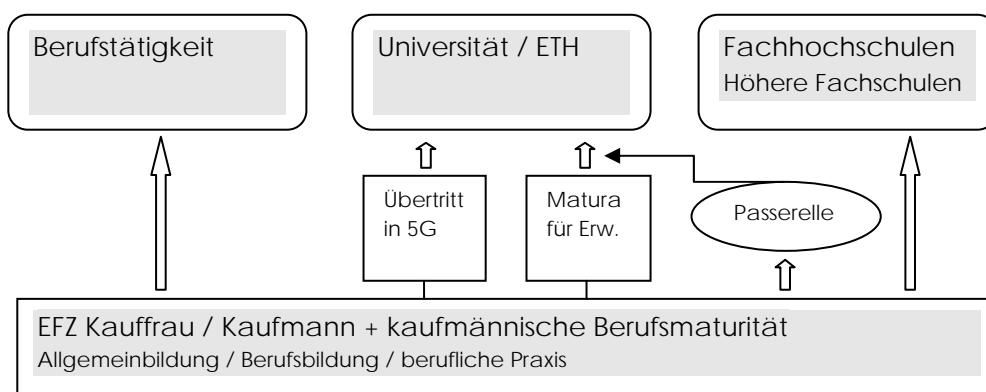 Berufstätigkeit
Universität / ETH
Fachhochschulen
Höhere Fachschulen
Übertritt
in 5G
Matura
für Erw.
Passerelle
EFZ Kauffrau / Kaufmann + kaufmännische Berufsmaturität
Allgemeinbildung / Berufsbildung / berufliche Praxis